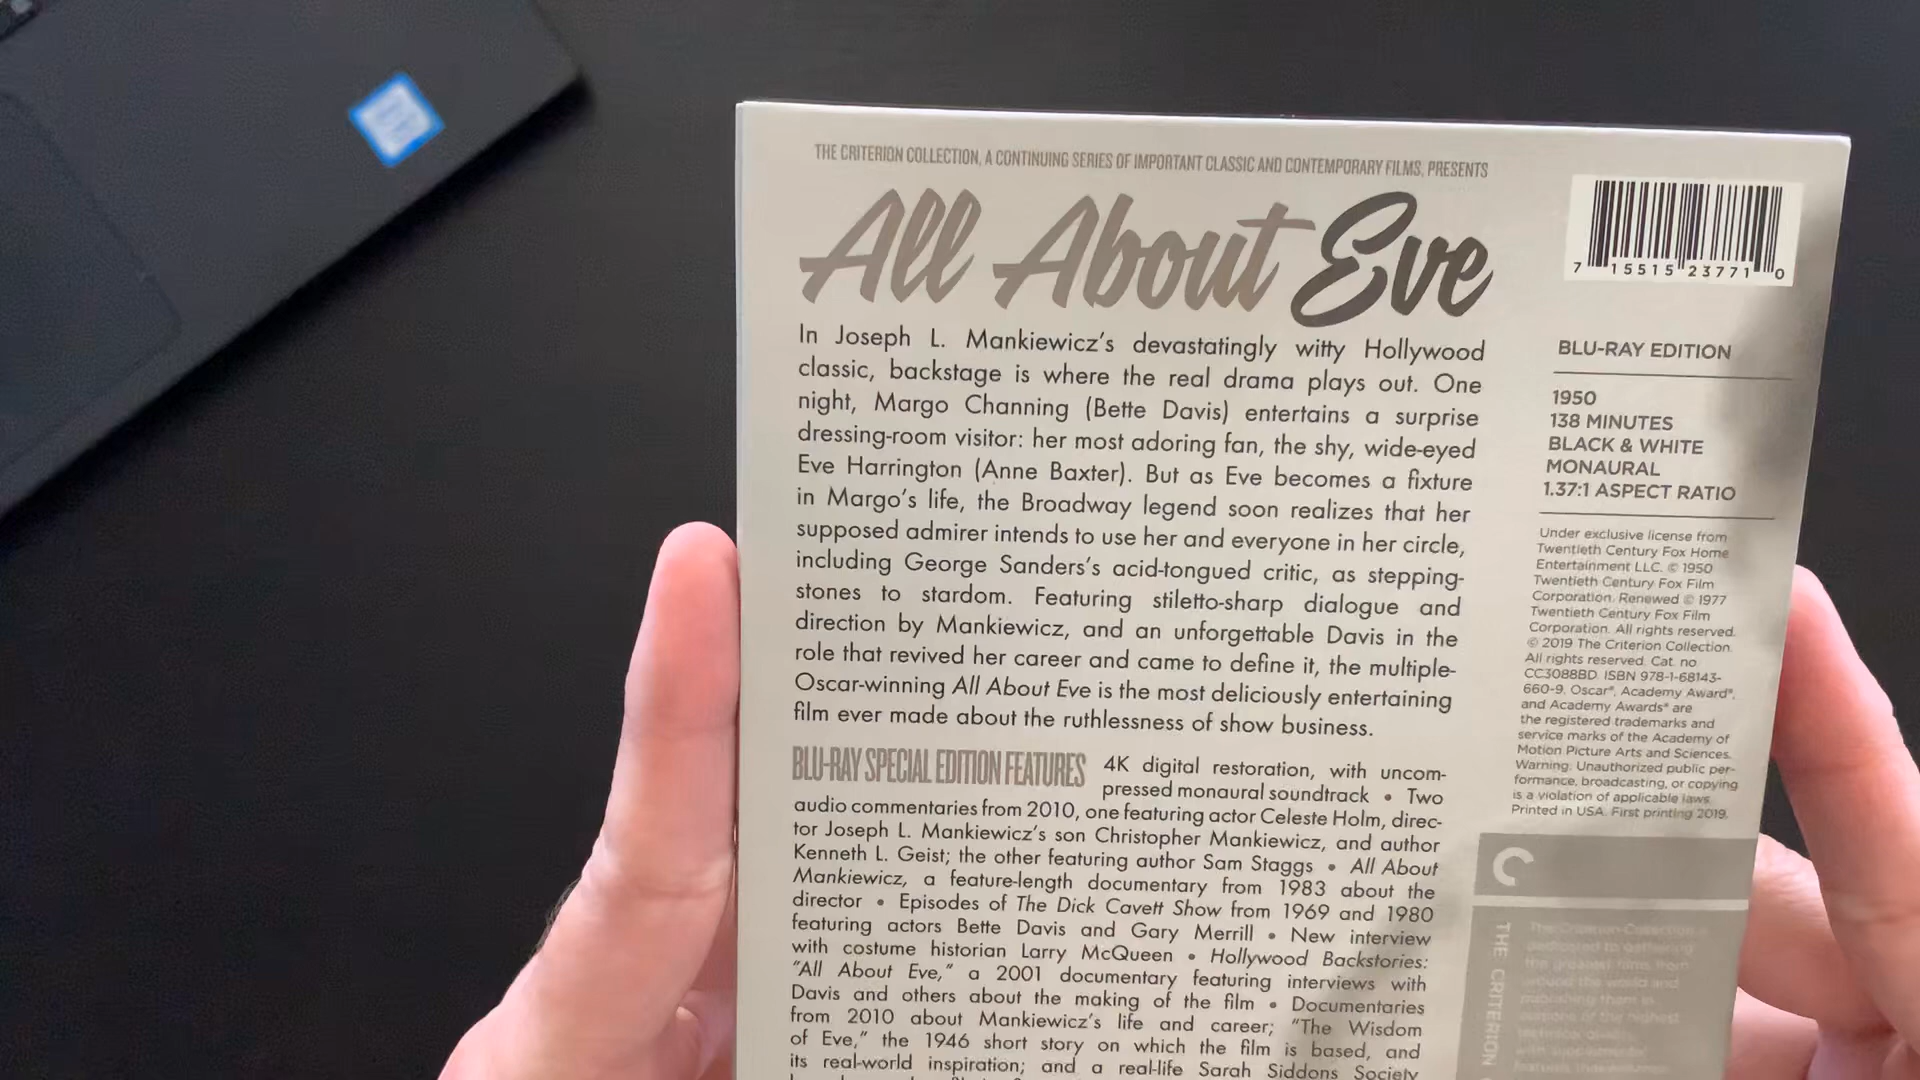 THE CRITERION COLLECTION, A CONTINUING SERIES OF IMPORTANT CLASSIC AND CONTEMPORARY FILMS, PRESENTS
All About Eve
In Joseph L. Mankiewicz's devastatingly witty Hollywood
classic, backstage is where the real drama plays out. One
night, Margo Channing (Bette Davis) entertains a surprise
dressing-room visitor: her most adoring fan, the shy, wide-eyed
Eve Harrington (Anne Baxter). But as Eve becomes a fixture
in Margo's life, the Broadway legend soon realizes that her
supposed admirer intends to use her and everyone in her circle,
including George Sanders's acid-tongued critic, as stepping-
stones to stardom. Featuring stiletto-sharp dialogue and
direction by Mankiewicz, and an unforgettable Davis in the
role that revived her career and came to define it, the multiple-
Oscar-winning All About Eve is the most deliciously entertaining
film ever made about the ruthlessness of show business.
BLU-RAY SPECIAL EDITION FEATURES 4K digital restoration, with uncom-
pressed monaural soundtrack • Two
audio commentaries from 2010, one featuring actor Celeste Holm, direc-
tor Joseph L. Mankiewicz's son Christopher Mankiewicz, and author
Kenneth L. Geist; the other featuring author Sam Staggs • All About
Mankiewicz, a feature-length documentary from 1983 about the
director • Episodes of The Dick Cavett Show from 1969 and 1980
featuring actors Bette Davis and Gary Merrill • New interview
with costume historian Larry McQueen • Hollywood Backstories:
"All About Eve," a 2001 documentary featuring interviews with
Davis and others about the making of the film • Documentaries
from 2010 about Mankiewicz's life and career; "The Wisdom
of Eve," the 1946 short story on which the film is based, and
its real-world inspiration; and a real-life Sarah Siddons Society
7 15515 23771 0
BLU-RAY EDITION
1950
138 MINUTES
BLACK & WHITE
MONAURAL
1.37:1 ASPECT RATIO
Under exclusive license from
Twentieth Century Fox Home
Entertainment LLC. © 1950
Twentieth Century Fox Film
Corporation. Renewed © 1977
Twentieth Century Fox Film
Corporation. All rights reserved.
© 2019 The Criterion Collection.
All rights reserved. Cat. no.
CC3088BD. ISBN 978-1-68143-
660-9. Oscar®, Academy Award®,
and Academy Awards® are
the registered trademarks and
service marks of the Academy of
Motion Picture Arts and Sciences.
Warning: Unauthorized public per-
formance, broadcasting, or copying
is a violation of applicable laws.
Printed in USA. First printing 2019.
THE CRITERION
The Criterion Collection is
dedicated to gathering
the greatest films from
around the world and
publishing them in